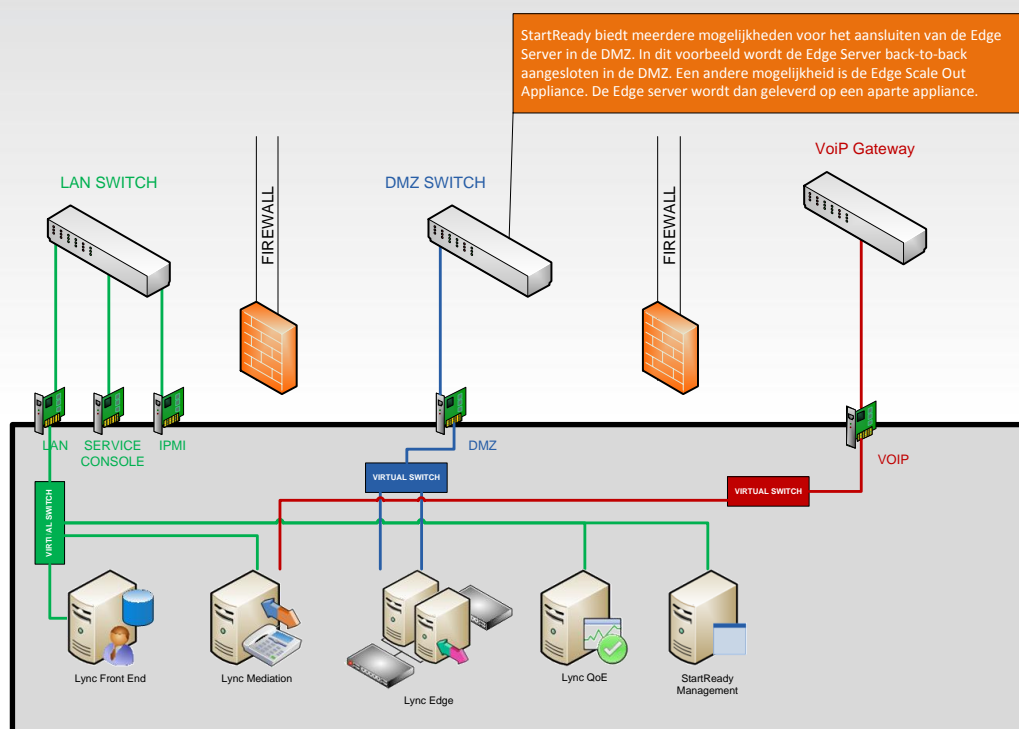 StartReady biedt meerdere mogelijkheden voor het aansluiten van de Edge
Server in de DMZ. In dit voorbeeld wordt de Edge Server back-to-back
aangesloten in de DMZ. Een andere mogelijkheid is de Edge Scale Out
Appliance. De Edge server wordt dan geleverd op een aparte appliance.
VoiP Gateway
LAN SWITCH
DMZ SWITCH
FIREWALL
FIREWALL
LAN
SERVICE
CONSOLE
IPMI
DMZ
VOIP
VIRTUAL SWITCH
VIRTUAL SWITCH
VIRTUAL SWITCH
Lync Front End
Lync Mediation
Lync Edge
Lync QoE
StartReady
Management